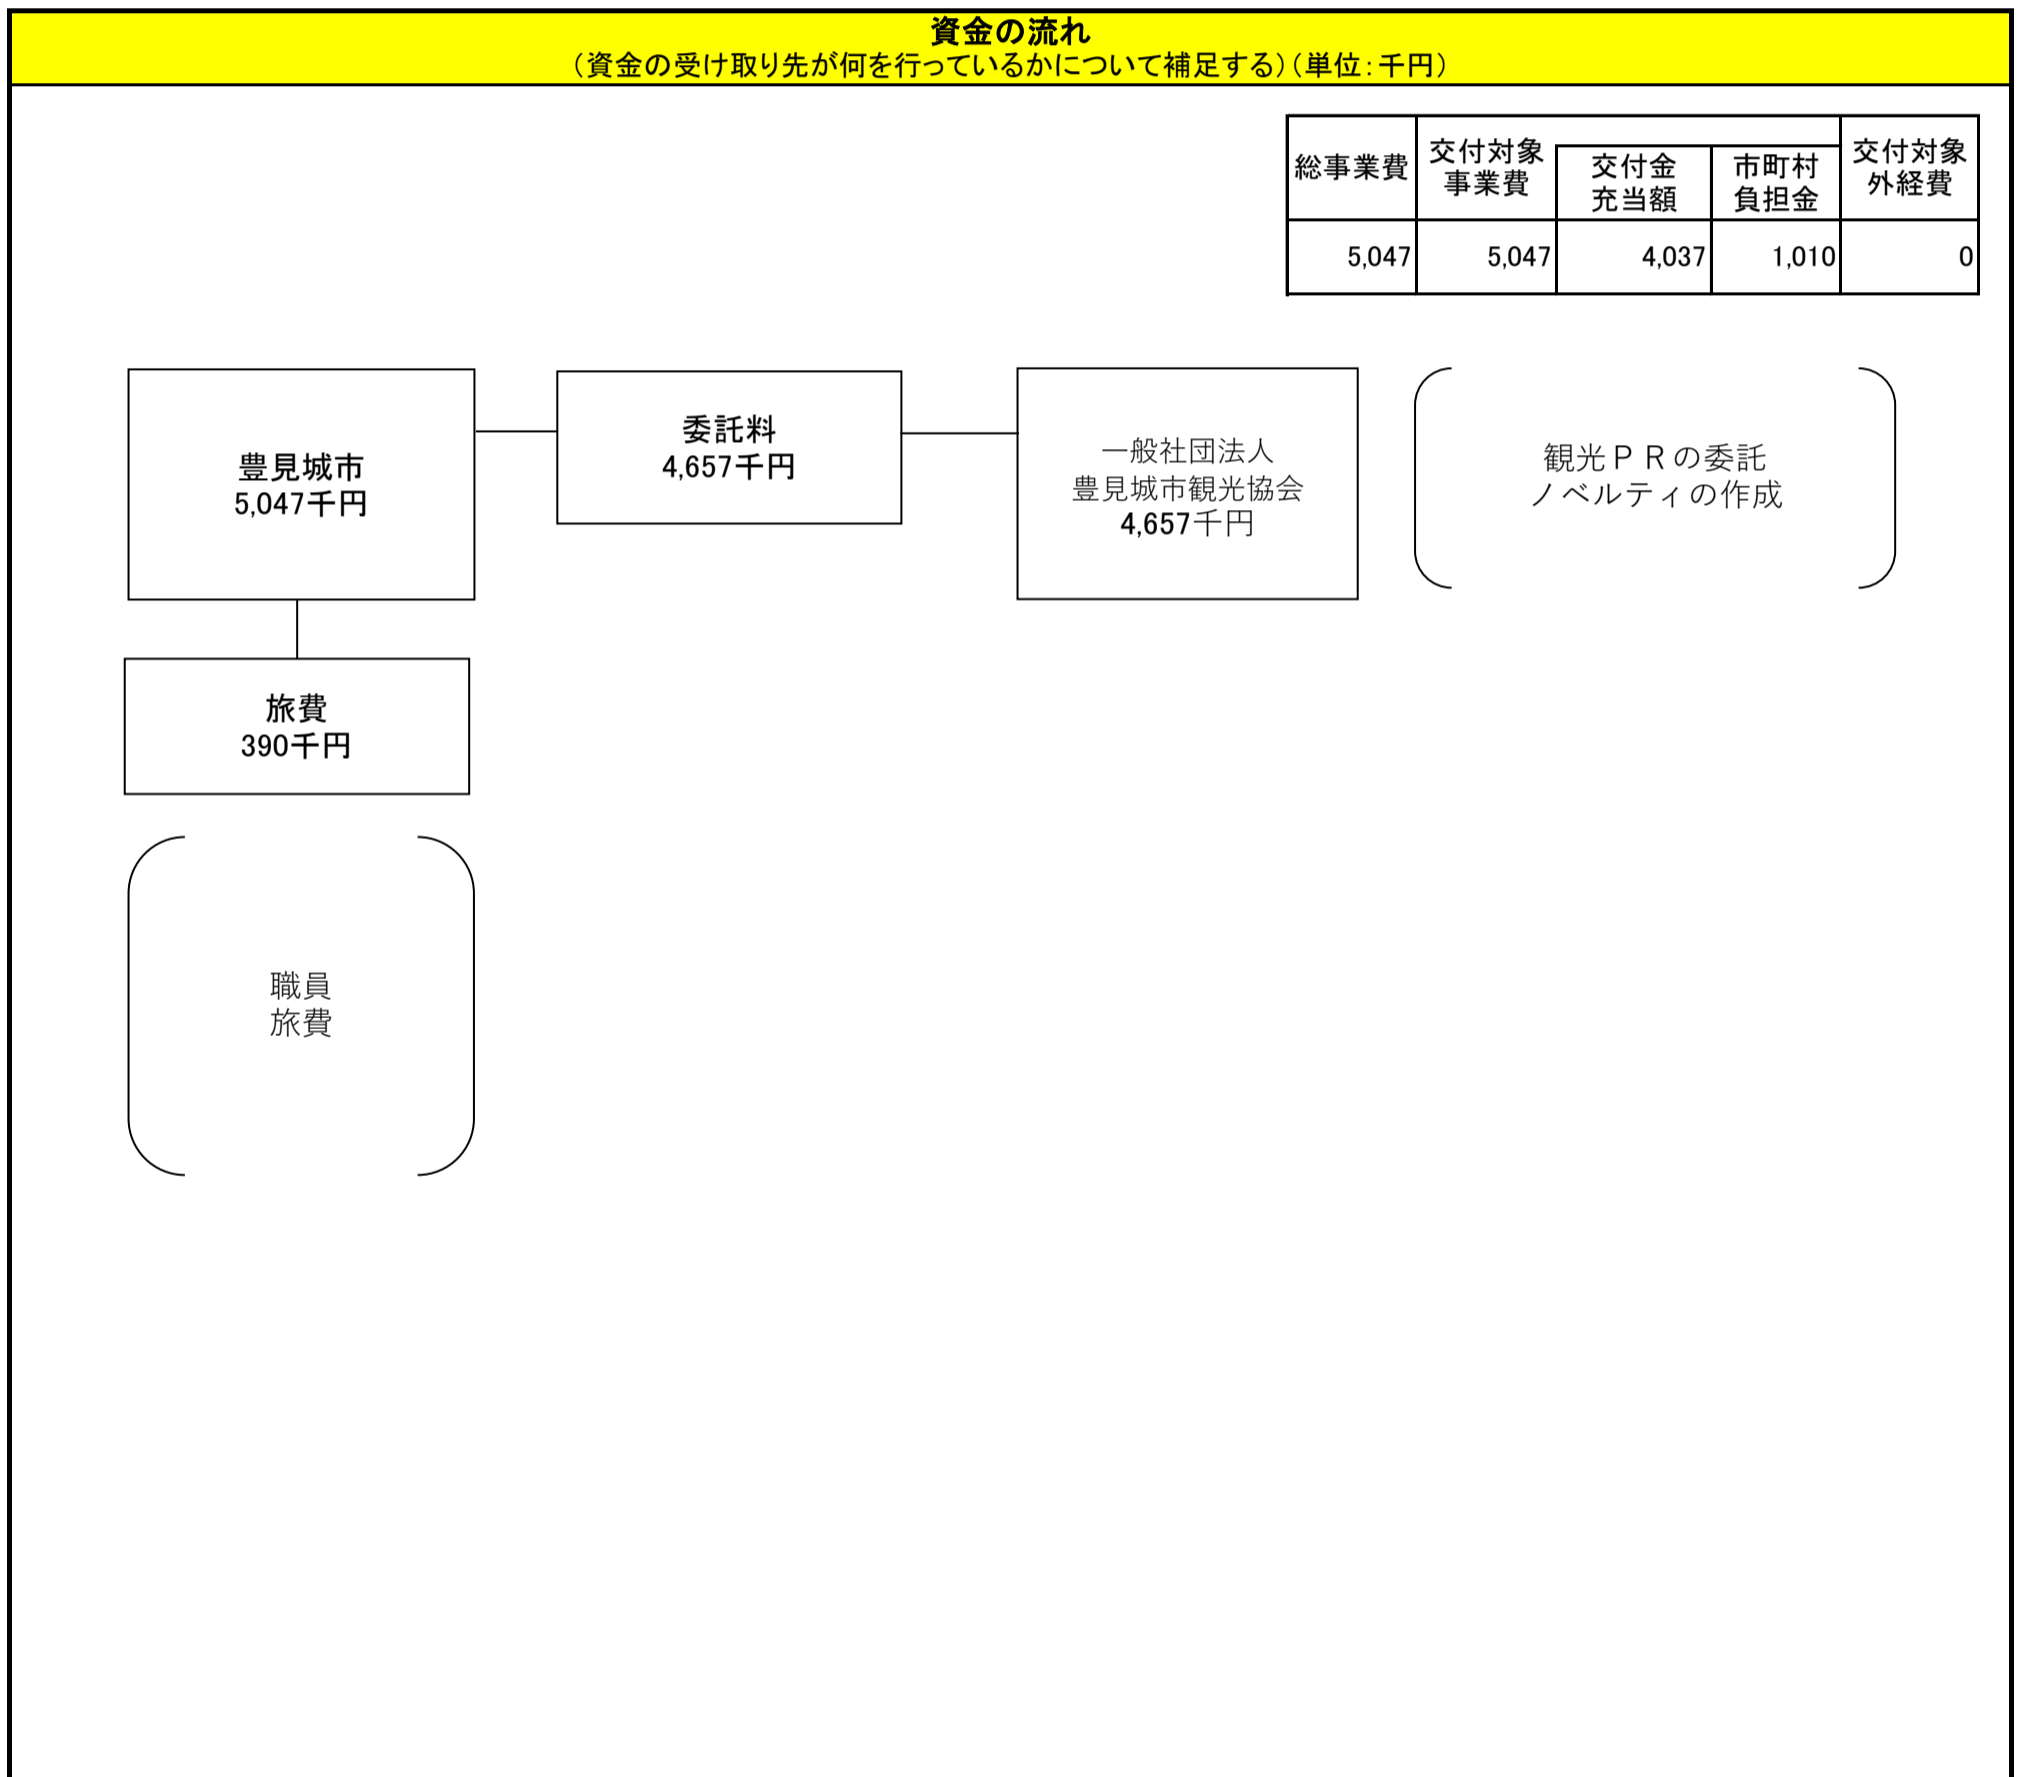 資金の流れ
（資金の受け取り先が何を行っているかについて補足する）（単位：千円）
総事業費
交付対象
事業費
交付金
充当額
市町村
負担金
交付対象
外経費
5,047
5,047
4,037
1,010
0
豊見城市
5,047千円
委託料
4,657千円
一般社団法人
豊見城市観光協会
4,657千円
観光ＰＲの委託
ノベルティの作成
旅費
390千円
職員
旅費